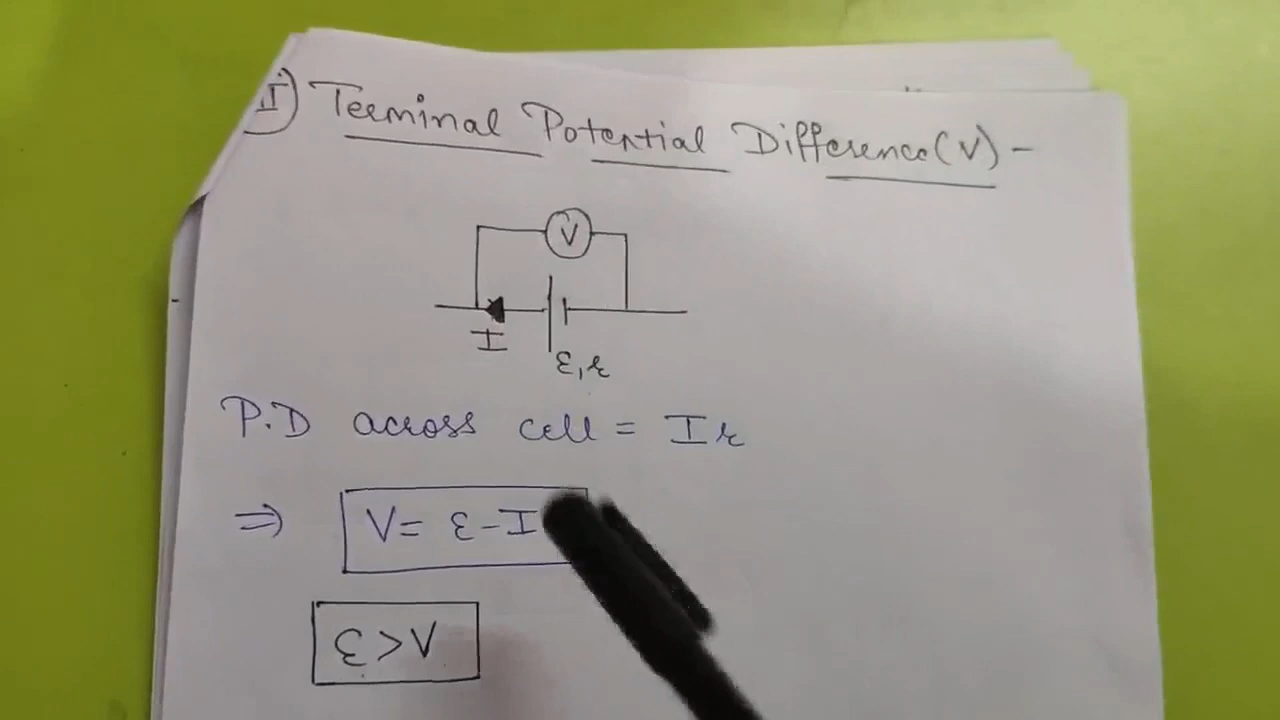 II) Terminal Potential Difference (V) -
V
I
ε, r
P.D across cell = Ir
⇒ V = ε - I
ε > V